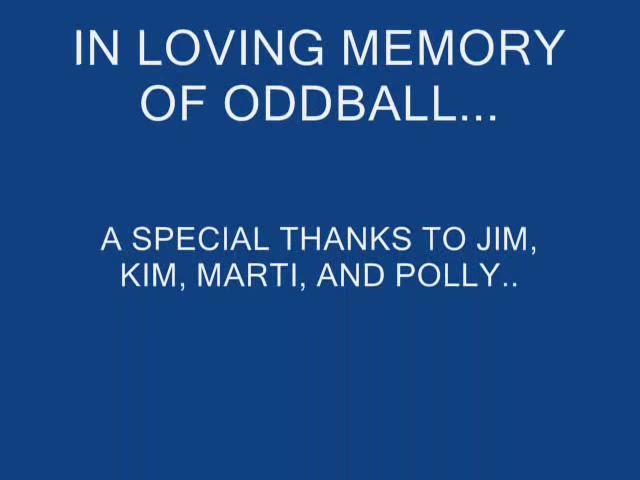 IN LOVING MEMORY
OF ODDBALL...
A SPECIAL THANKS TO JIM,
KIM, MARTI, AND POLLY..